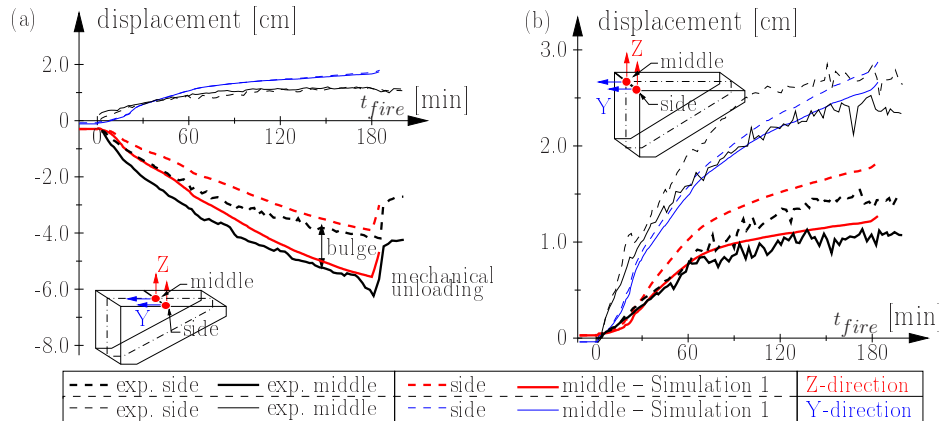 (a) displacement [cm]
2.0
0
-2.0
-4.0
-6.0
-8.0
60
120
180
t_fire [min]
bulge
mechanical
unloading
Z
middle
Y
side
(b) displacement [cm]
3.0
2.0
1.0
0
60
120
180
t_fire [min]
Z
middle
Y
side
exp. side exp. middle side middle – Simulation 1 Z-direction
exp. side exp. middle side middle – Simulation 1 Y-direction